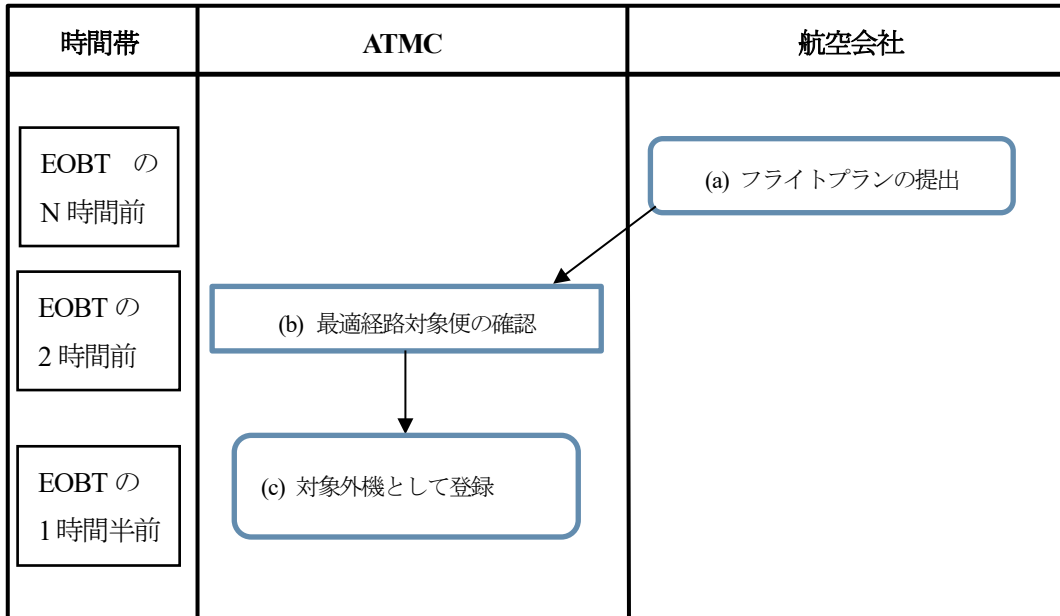 時間帯
ATMC
航空会社
EOBT の
N 時間前
(a) フライトプランの提出
EOBT の
2 時間前
(b) 最適経路対象便の確認
EOBT の
1 時間半前
(c) 対象外機として登録